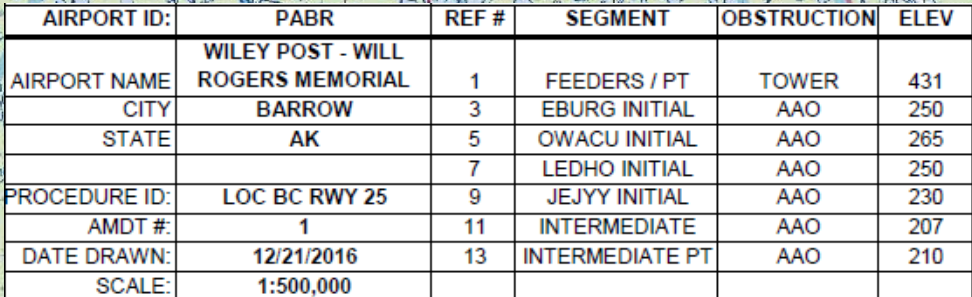 AIRPORT ID: PABR REF # SEGMENT OBSTRUCTION ELEV
WILEY POST - WILL
AIRPORT NAME ROGERS MEMORIAL 1 FEEDERS / PT TOWER 431
CITY BARROW 3 EBURG INITIAL AAO 250
STATE AK 5 OWACU INITIAL AAO 265
7 LEDHO INITIAL AAO 250
PROCEDURE ID: LOC BC RWY 25 9 JEJYY INITIAL AAO 230
AMDT #: 1 11 INTERMEDIATE AAO 207
DATE DRAWN: 12/21/2016 13 INTERMEDIATE PT AAO 210
SCALE: 1:500,000